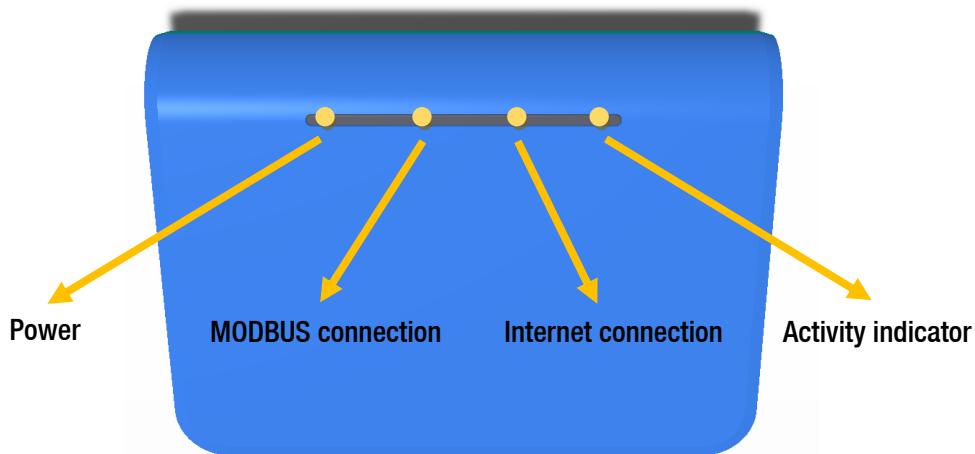 Power
MODBUS connection
Internet connection
Activity indicator